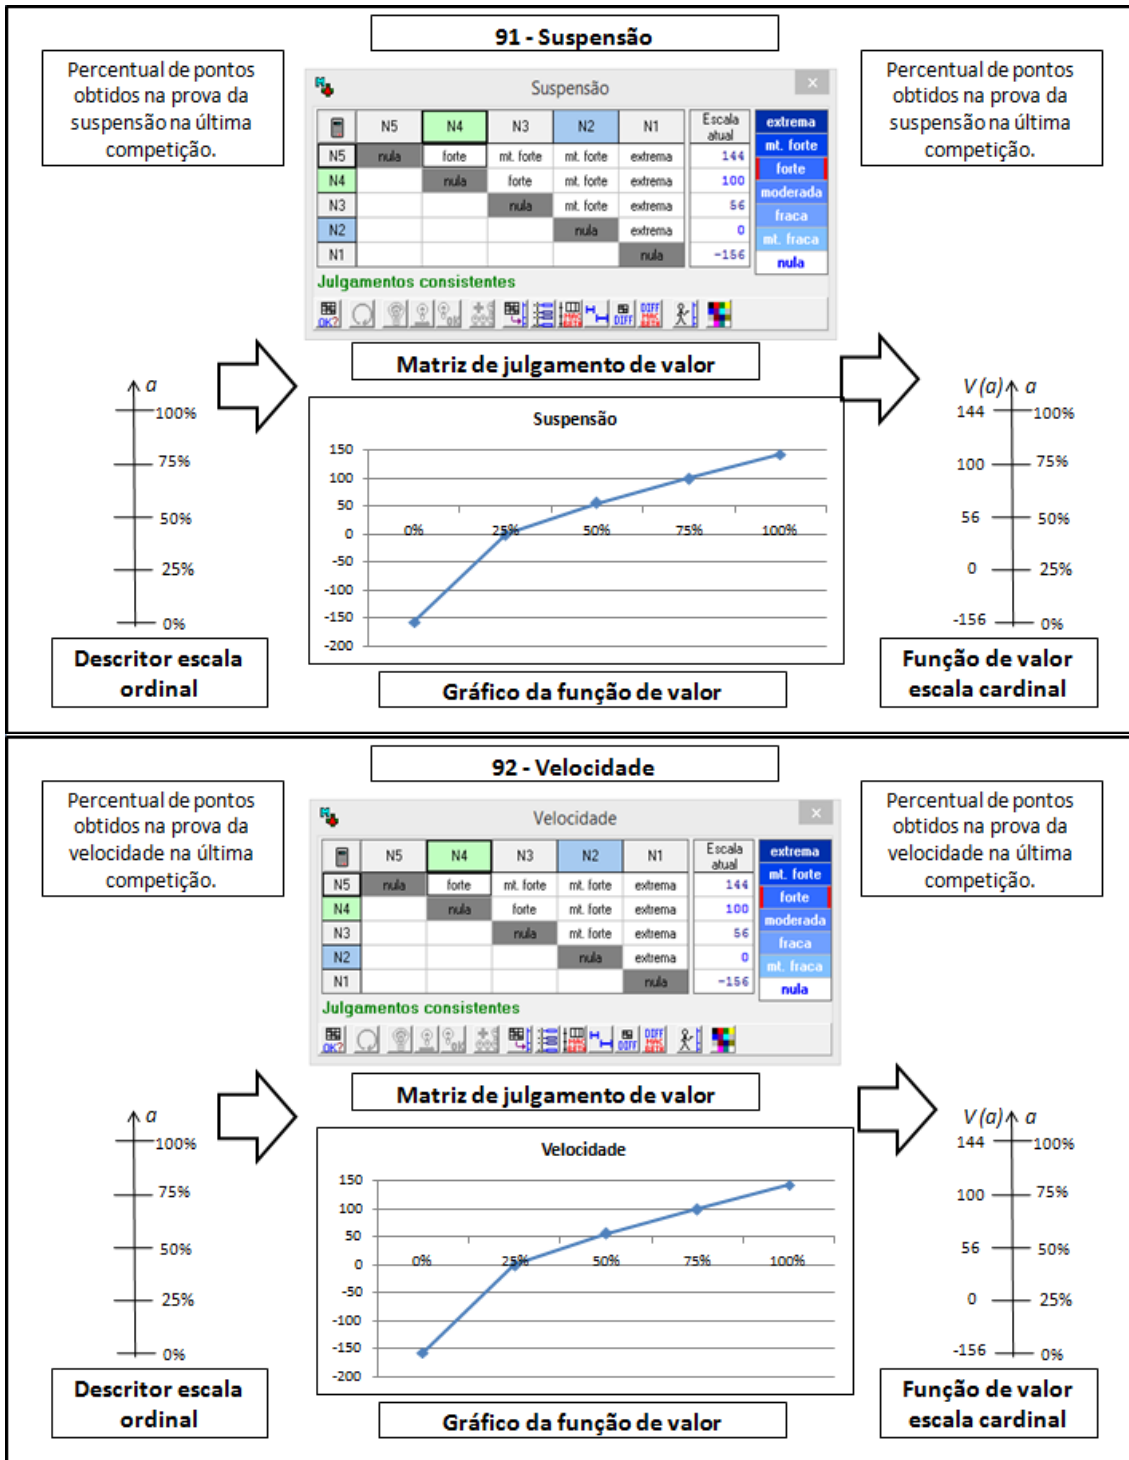 91 - Suspensão
Percentual de pontos
obtidos na prova da
suspensão na última
competição.
Suspensão
N5 N4 N3 N2 N1 Escala atual
N5 nula forte mt. forte mt. forte extrema 144
N4 nula forte mt. forte extrema 100
N3 nula mt. forte extrema 56
N2 nula extrema 0
N1 nula -156
extrema
mt. forte
forte
moderada
fraca
mt. fraca
nula
Julgamentos consistentes
Percentual de pontos
obtidos na prova da
suspensão na última
competição.
Matriz de julgamento de valor
a
100%
75%
50%
25%
0%
Descritor escala
ordinal
Suspensão
150
100
50
0
-50
-100
-150
-200
0% 25% 50% 75% 100%
Gráfico da função de valor
V(a) a
144 100%
100 75%
56 50%
0 25%
-156 0%
Função de valor
escala cardinal
92 - Velocidade
Percentual de pontos
obtidos na prova da
velocidade na última
competição.
Velocidade
N5 N4 N3 N2 N1 Escala atual
N5 nula forte mt. forte mt. forte extrema 144
N4 nula forte mt. forte extrema 100
N3 nula mt. forte extrema 56
N2 nula extrema 0
N1 nula -156
extrema
mt. forte
forte
moderada
fraca
mt. fraca
nula
Julgamentos consistentes
Percentual de pontos
obtidos na prova da
velocidade na última
competição.
Matriz de julgamento de valor
a
100%
75%
50%
25%
0%
Descritor escala
ordinal
Velocidade
150
100
50
0
-50
-100
-150
-200
0% 25% 50% 75% 100%
Gráfico da função de valor
V(a) a
144 100%
100 75%
56 50%
0 25%
-156 0%
Função de valor
escala cardinal